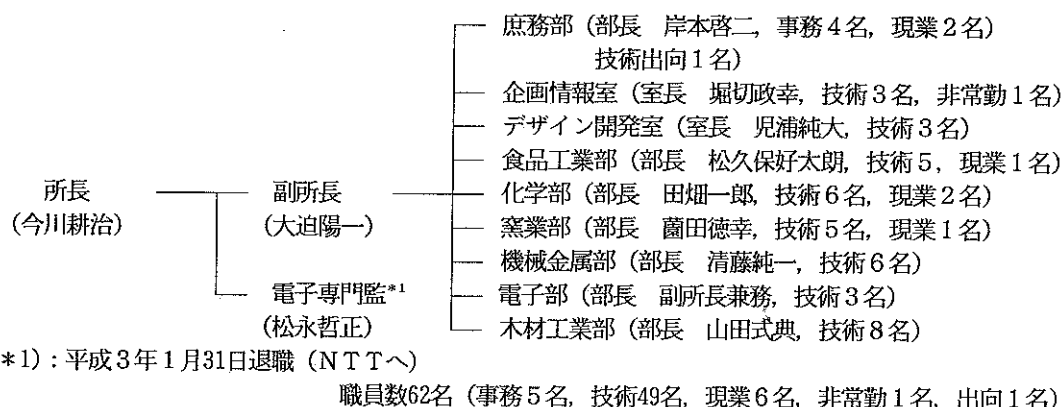 庶務部（部長　岸本啓二，事務４名，現業２名）
技術出向１名）
企画情報室（室長　堀切政幸，技術３名，非常勤１名）
デザイン開発室（室長　児浦純大，技術３名）
食品工業部（部長　松久保好太朗，技術５，現業１名）
所長　副所長　化学部（部長　田畑一郎，技術６名，現業２名）
（今川耕治）　（大迫陽一）　窯業部（部長　薗田徳幸，技術５名，現業１名）
機械金属部（部長　清藤純一，技術６名）
電子専門監*1　電子部（部長　副所長兼務，技術３名）
（松永哲正）　木材工業部（部長　山田式典，技術８名）
*1）：平成３年１月31日退職（ＮＴＴへ）
職員数62名（事務５名，技術49名，現業６名，非常勤１名，出向１名）